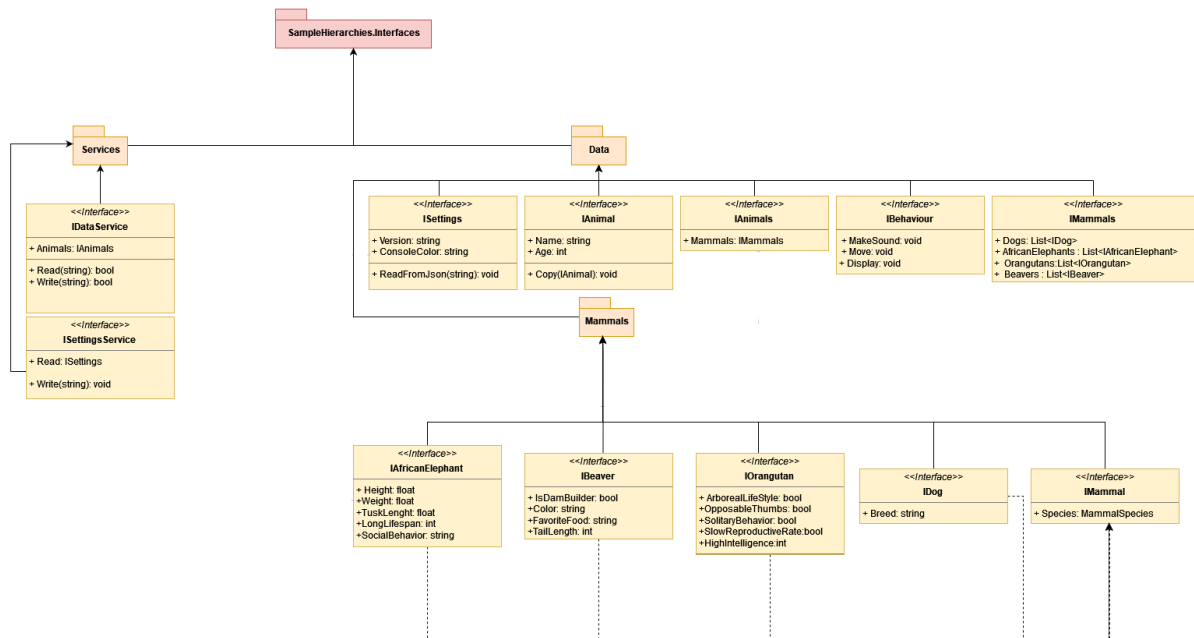 SampleHierarchies.Interfaces
Services
Data
<<Interface>>
IDataService
+ Animals: IAnimals
+ Read(string): bool
+ Write(string): bool
<<Interface>>
ISettingsService
+ Read: ISettings
+ Write(string): void
<<Interface>>
ISettings
+ Version: string
+ ConsoleColor: string
+ ReadFromJson(string): void
<<Interface>>
IAnimal
+ Name: string
+ Age: int
+ Copy(IAnimal): void
<<Interface>>
IAnimals
+ Mammals: IMammals
<<Interface>>
IBehaviour
+ MakeSound: void
+ Move: void
+ Display: void
<<Interface>>
IMammals
+ Dogs: List<IDog>
+ AfricanElephants : List<IAfricanElephant>
+ Orangutans:List<IOrangutan>
+ Beavers : List<IBeaver>
Mammals
<<Interface>>
IAfricanElephant
+ Height: float
+Weight: float
+TuskLenght: float
+LongLifespan: int
+SocialBehavior: string
<<Interface>>
IBeaver
+ IsDamBuilder: bool
+Color: string
+FavoriteFood: string
+TailLength: int
<<Interface>>
IOrangutan
+ ArborealLifeStyle: bool
+OpposableThumbs: bool
+SolitaryBehavior: bool
+SlowReproductiveRate:bool
+HighIntelligence:int
<<Interface>>
IDog
+ Breed: string
<<Interface>>
IMammal
+ Species: MammalSpecies